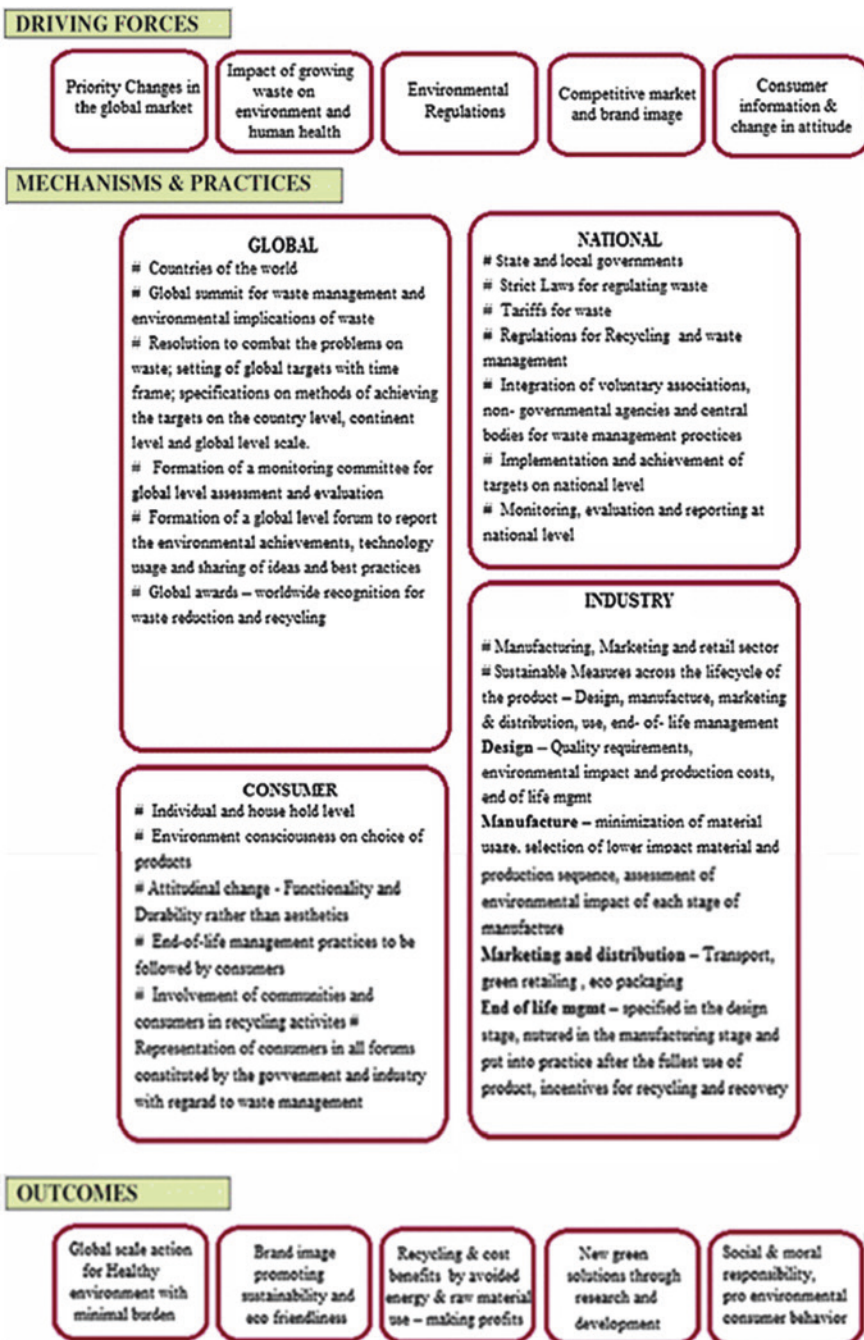 DRIVING FORCES
Priority Changes in
the global market
Impact of growing
waste on
environment and
human health
Environmental
Regulations
Competitive market
and brand image
Consumer
information &
change in attitude
MECHANISMS & PRACTICES
GLOBAL
# Countries of the world
# Global summit for waste management and
environmental implications of waste
# Resolution to combat the problems on
waste; setting of global targets with time
frame; specifications on methods of achieving
the targets on the country level, continent
level and global level scale.
# Formation of a monitoring committee for
global level assessment and evaluation
# Formation of a global level forum to report
the environmental achievements, technology
usage and sharing of ideas and best practices
# Global awards – worldwide recognition for
waste reduction and recycling
NATIONAL
# State and local governments
# Strict Laws for regulating waste
# Tariffs for waste
# Regulations for Recycling and waste
management
# Integration of voluntary associations,
non- governmental agencies and central
bodies for waste management practices
# Implementation and achievement of
targets on national level
# Monitoring, evaluation and reporting at
national level
CONSUMER
# Individual and house hold level
# Environment consciousness on choice of
products
# Attitudinal change - Functionality and
Durability rather than aesthetics
# End-of-life management practices to be
followed by consumers
# Involvement of communities and
consumers in recycling activites #
Representation of consumers in all forums
constituted by the govvenment and industry
with regarad to waste management
INDUSTRY
# Manufacturing, Marketing and retail sector
# Sustainable Measures across the lifecycle of
the product – Design, manufacture, marketing
& distribution, use, end- of- life management
Design – Quality requirements,
environmental impact and production costs,
end of life mgmt
Manufacture – minimization of material
usage, selection of lower impact material and
production sequence, assessment of
environmental impact of each stage of
manufacture
Marketing and distribution – Transport,
green retailing , eco packaging
End of life mgmt – specified in the design
stage, nutured in the manufacturing stage and
put into practice after the fullest use of
product, incentives for recycling and recovery
OUTCOMES
Global scale action
for Healthy
environment with
minimal burden
Brand image
promoting
sustainability and
eco friendliness
Recycling & cost
benefits by avoided
energy & raw material
use – making profits
New green
solutions through
research and
development
Social & moral
responsibility,
pro environmental
consumer behavior